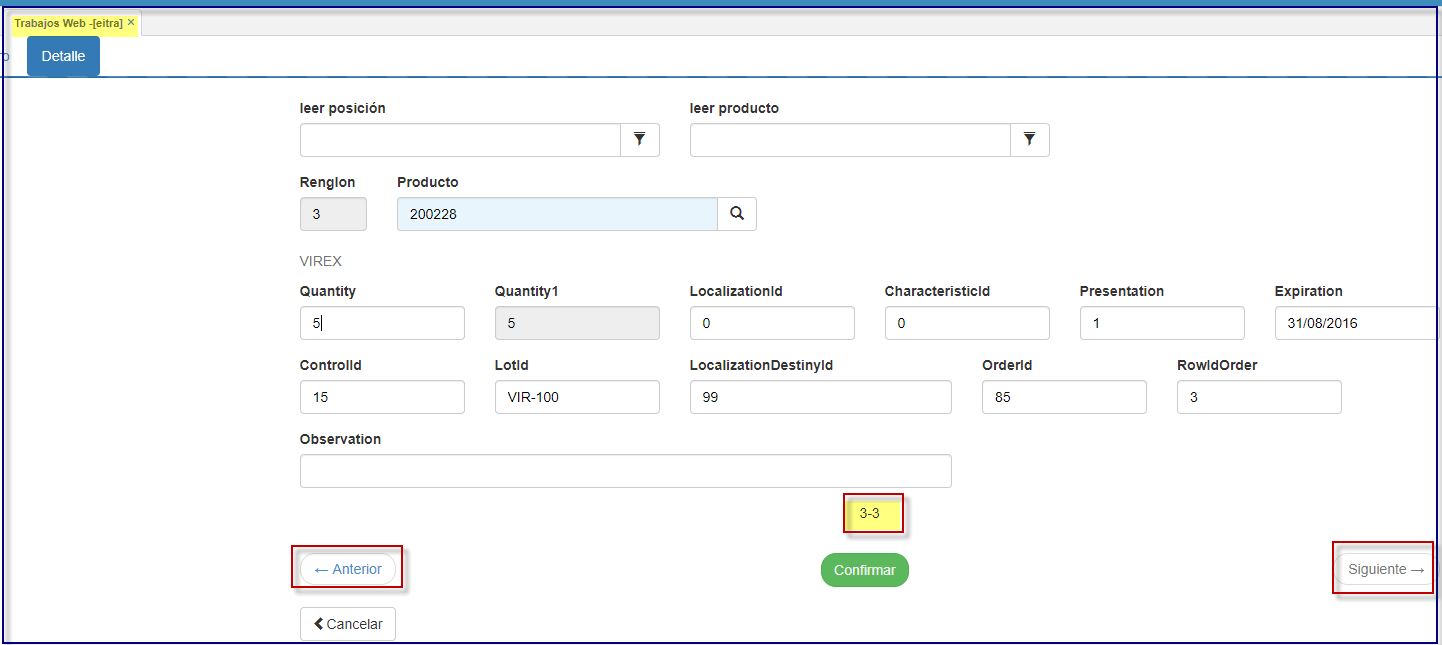 Trabajos Web -[eitra] ×
o Detalle
leer posición leer producto
Renglon Producto
3 200228
VIREX
Quantity Quantity1 LocalizationId CharacteristicId Presentation Expiration
5 5 0 0 1 31/08/2016
ControlId LotId LocalizationDestinyId OrderId RowIdOrder
15 VIR-100 99 85 3
Observation
3-3
← Anterior Confirmar Siguiente →
Cancelar